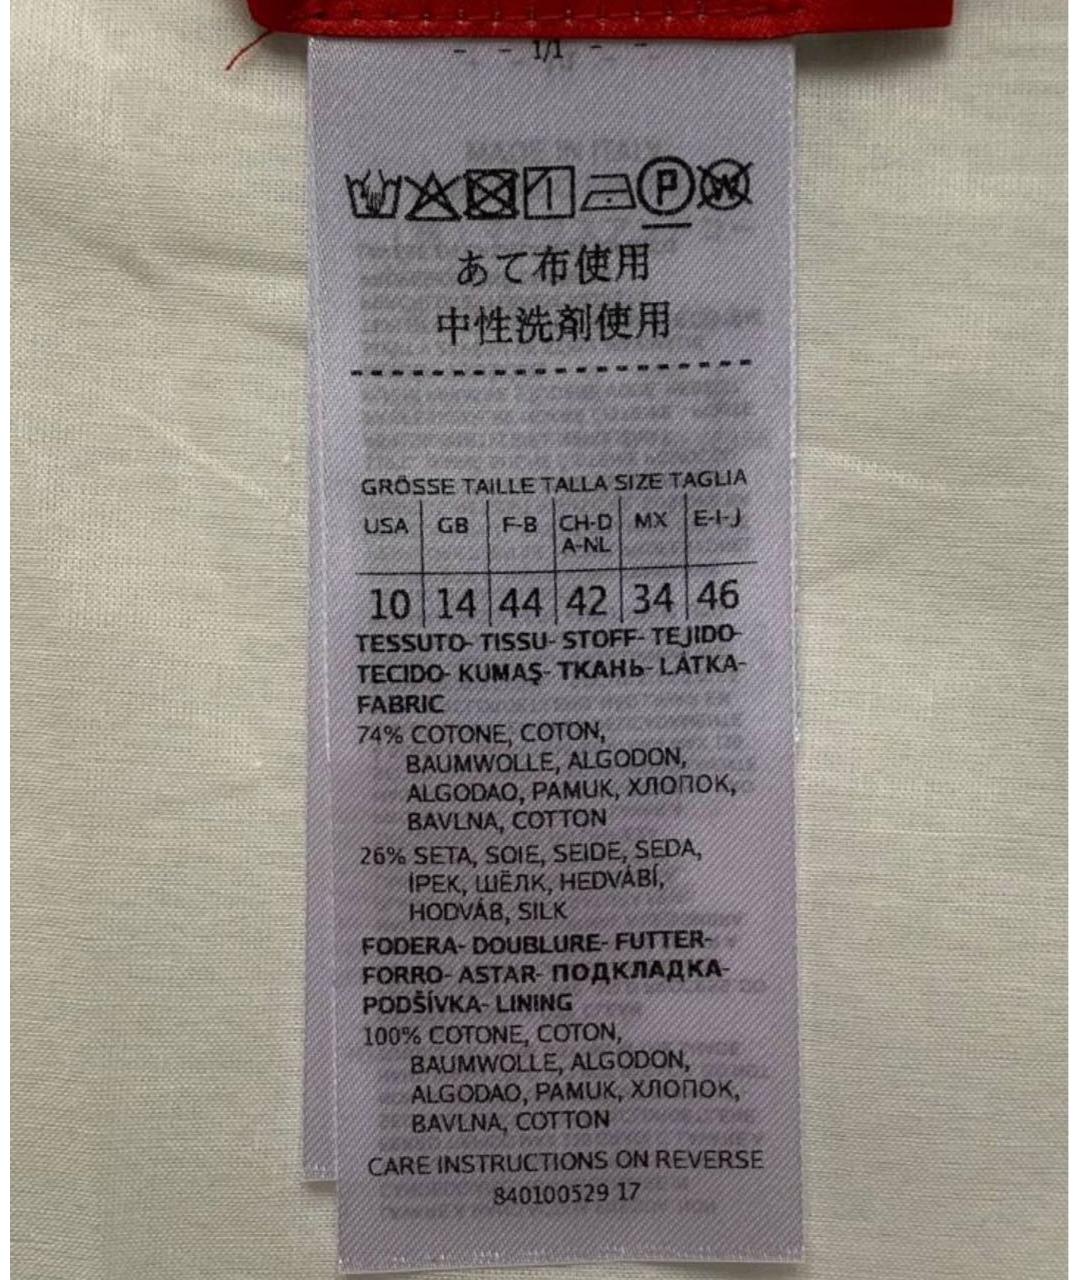 - - 1/1 - -
P W
あて布使用
中性洗剤使用
GRÖSSE TAILLE TALLA SIZE TAGLIA
USA GB F-B CH-D A-NL MX E-I-J
10 14 44 42 34 46
TESSUTO- TISSU- STOFF- TEJIDO-
TECIDO- KUMAŞ- ТКАНЬ- LÁTKA-
FABRIC
74% COTONE, COTON,
BAUMWOLLE, ALGODON,
ALGODAO, PAMUK, ХЛОПОК,
BAVLNA, COTTON
26% SETA, SOIE, SEIDE, SEDA,
İPEK, ШЁЛК, HEDVÁBÍ,
HODVÁB, SILK
FODERA- DOUBLURE- FUTTER-
FORRO- ASTAR- ПОДКЛАДКА-
PODŠÍVKA- LINING
100% COTONE, COTON,
BAUMWOLLE, ALGODON,
ALGODAO, PAMUK, ХЛОПОК,
BAVLNA, COTTON
CARE INSTRUCTIONS ON REVERSE
840100529 17